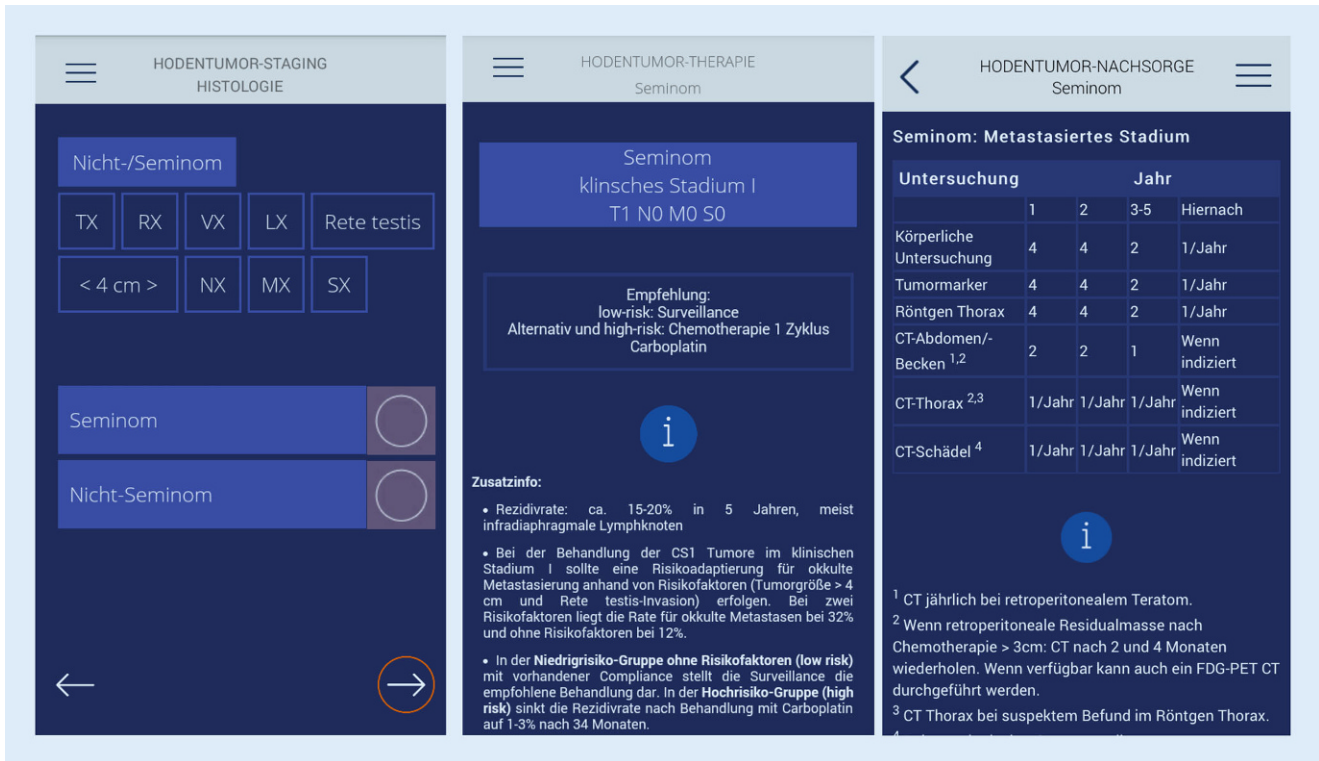 HODENTUMOR-STAGING
HISTOLOGIE
Nicht-/Seminom
TX RX VX LX Rete testis
< 4 cm > NX MX SX
Seminom
Nicht-Seminom
HODENTUMOR-THERAPIE
Seminom
Seminom
klinsches Stadium I
T1 N0 M0 S0
Empfehlung:
low-risk: Surveillance
Alternativ und high-risk: Chemotherapie 1 Zyklus
Carboplatin
i
Zusatzinfo:
• Rezidivrate: ca. 15-20% in 5 Jahren, meist
infradiaphragmale Lymphknoten
• Bei der Behandlung der CS1 Tumore im klinischen
Stadium I sollte eine Risikoadaptierung für okkulte
Metastasierung anhand von Risikofaktoren (Tumorgröße > 4
cm und Rete testis-Invasion) erfolgen. Bei zwei
Risikofaktoren liegt die Rate für okkulte Metastasen bei 32%
und ohne Risikofaktoren bei 12%.
• In der Niedrigrisiko-Gruppe ohne Risikofaktoren (low risk)
mit vorhandener Compliance stellt die Surveillance die
empfohlene Behandlung dar. In der Hochrisiko-Gruppe (high
risk) sinkt die Rezidivrate nach Behandlung mit Carboplatin
auf 1-3% nach 34 Monaten.
HODENTUMOR-NACHSORGE
Seminom
Seminom: Metastasiertes Stadium
Untersuchung Jahr
1 2 3-5 Hiernach
Körperliche
Untersuchung 4 4 2 1/Jahr
Tumormarker 4 4 2 1/Jahr
Röntgen Thorax 4 4 2 1/Jahr
CT-Abdomen/-
Becken 1,2 2 2 1 Wenn
indiziert
CT-Thorax 2,3 1/Jahr 1/Jahr 1/Jahr Wenn
indiziert
CT-Schädel 4 1/Jahr 1/Jahr 1/Jahr Wenn
indiziert
i
1 CT jährlich bei retroperitonealem Teratom.
2 Wenn retroperitoneale Residualmasse nach
Chemotherapie > 3cm: CT nach 2 und 4 Monaten
wiederholen. Wenn verfügbar kann auch ein FDG-PET CT
durchgeführt werden.
3 CT Thorax bei suspektem Befund im Röntgen Thorax.